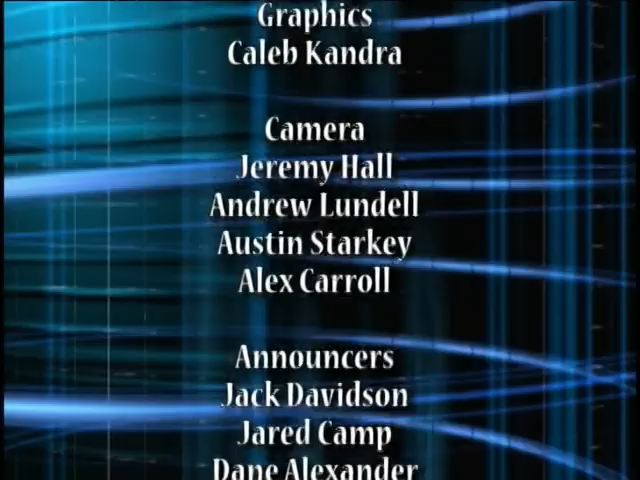 Graphics
Caleb Kandra
Camera
Jeremy Hall
Andrew Lundell
Austin Starkey
Alex Carroll
Announcers
Jack Davidson
Jared Camp
Dane Alexander